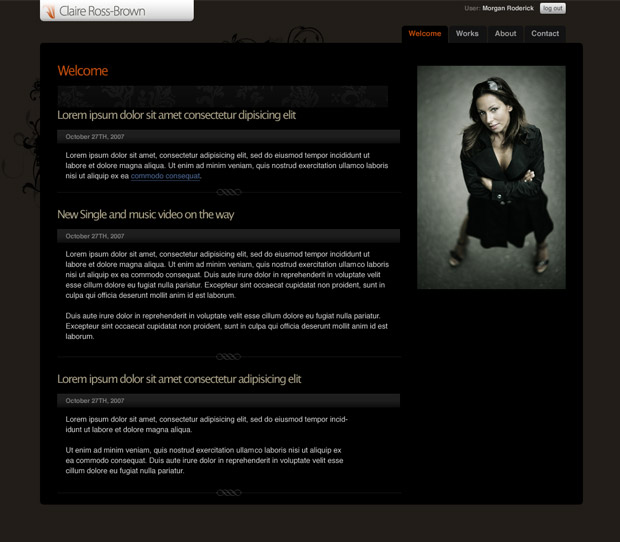 Claire Ross-Brown
User: Morgan Roderick
log out
Welcome
Works
About
Contact
Welcome
Lorem ipsum dolor sit amet consectetur dipisicing elit
October 27TH, 2007
Lorem ipsum dolor sit amet, consectetur adipisicing elit, sed do eiusmod tempor incididunt ut
labore et dolore magna aliqua. Ut enim ad minim veniam, quis nostrud exercitation ullamco laboris
nisi ut aliquip ex ea commodo consequat.
New Single and music video on the way
October 27TH, 2007
Lorem ipsum dolor sit amet, consectetur adipisicing elit, sed do eiusmod tempor incididunt ut
labore et dolore magna aliqua. Ut enim ad minim veniam, quis nostrud exercitation ullamco laboris
nisi ut aliquip ex ea commodo consequat. Duis aute irure dolor in reprehenderit in voluptate velit
esse cillum dolore eu fugiat nulla pariatur. Excepteur sint occaecat cupidatat non proident, sunt in
culpa qui officia deserunt mollit anim id est laborum.
Duis aute irure dolor in reprehenderit in voluptate velit esse cillum dolore eu fugiat nulla pariatur.
Excepteur sint occaecat cupidatat non proident, sunt in culpa qui officia deserunt mollit anim id est
laborum.
Lorem ipsum dolor sit amet consectetur adipisicing elit
October 27TH, 2007
Lorem ipsum dolor sit amet, consectetur adipisicing elit, sed do eiusmod tempor incid-
idunt ut labore et dolore magna aliqua.
Ut enim ad minim veniam, quis nostrud exercitation ullamco laboris nisi ut aliquip ex
ea commodo consequat. Duis aute irure dolor in reprehenderit in voluptate velit esse
cillum dolore eu fugiat nulla pariatur.